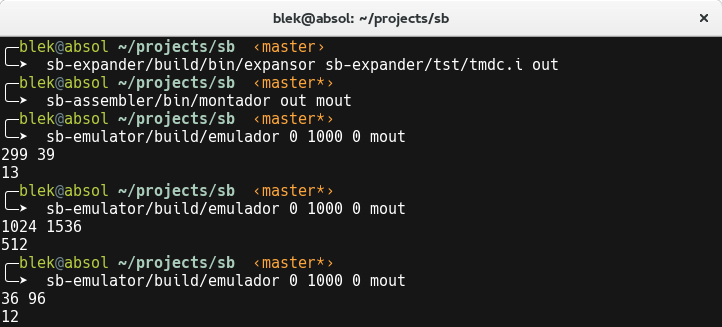 blek@absol: ~/projects/sb ×
╭─blek@absol ~/projects/sb ‹master›
╰─➤ sb-expander/build/bin/expansor sb-expander/tst/tmdc.i out
╭─blek@absol ~/projects/sb ‹master*›
╰─➤ sb-assembler/bin/montador out mout
╭─blek@absol ~/projects/sb ‹master*›
╰─➤ sb-emulator/build/emulador 0 1000 0 mout
299 39
13
╭─blek@absol ~/projects/sb ‹master*›
╰─➤ sb-emulator/build/emulador 0 1000 0 mout
1024 1536
512
╭─blek@absol ~/projects/sb ‹master*›
╰─➤ sb-emulator/build/emulador 0 1000 0 mout
36 96
12